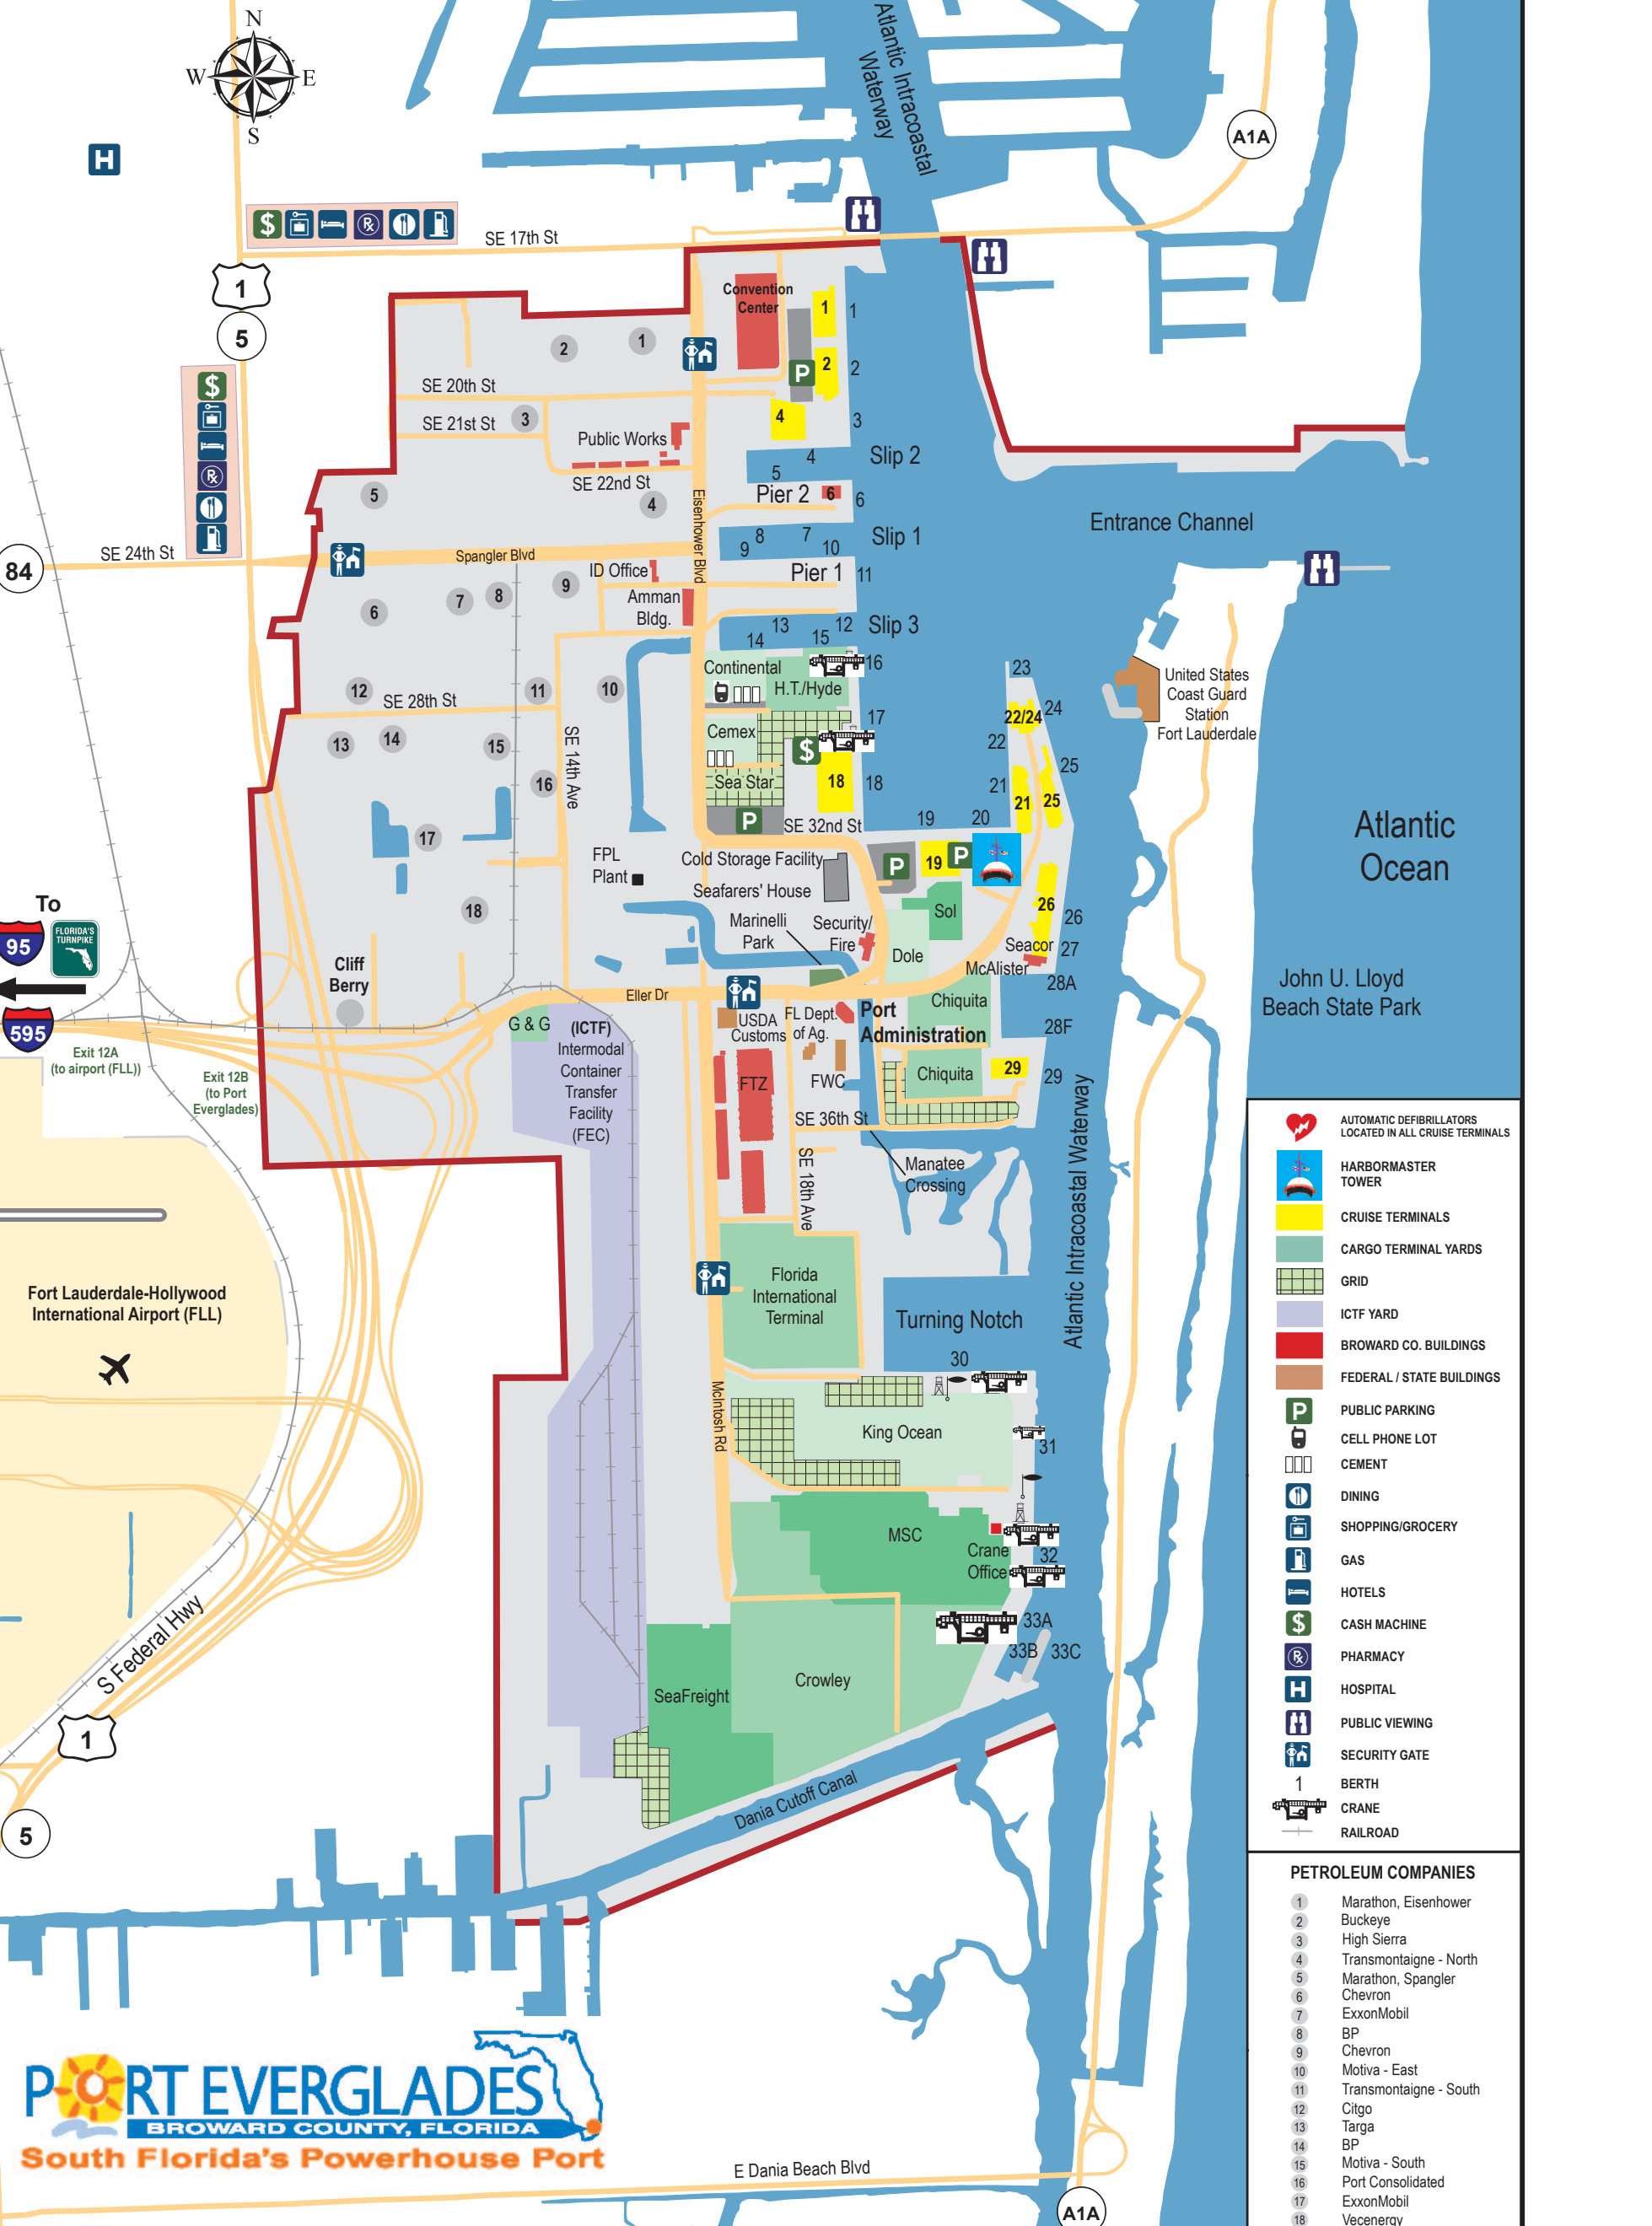 N
W
E
S
Atlantic Intracoastal
Waterway
A1A
H
$
SE 17th St
1
5
Convention
Center
1
1
2
1
2
2
P
SE 20th St
4
3
SE 21st St
3
Public Works
4
Slip 2
5
SE 22nd St
Pier 2
6
6
5
4
Eisenhower Blvd
Entrance Channel
8
7
Slip 1
9
10
SE 24th St
84
Spangler Blvd
ID Office
Pier 1
11
9
8
7
6
Amman
Bldg.
13
12
Slip 3
14
15
Continental
16
H.T./Hyde
23
United States
Coast Guard
Station
Fort Lauderdale
12
SE 28th St
11
10
17
22/24
24
Cemex
22
13
14
15
SE 14th Ave
$
25
16
Sea Star
18
18
21
21
25
P
SE 32nd St
19
20
Atlantic
Ocean
17
FPL
Plant
Cold Storage Facility
P
19
P
Seafarers' House
18
Marinelli
Park
Security/
Fire
Sol
26
26
To
95
FLORIDA'S
TURNPIKE
Dole
Seacor
27
McAlister
28A
Cliff
Berry
John U. Lloyd
Beach State Park
595
Eller Dr
Chiquita
G & G
(ICTF)
Intermodal
Container
Transfer
Facility
(FEC)
USDA
Customs
FL Dept.
of Ag.
Port
Administration
28F
Exit 12A
(to airport (FLL))
Exit 12B
(to Port
Everglades)
FTZ
FWC
Chiquita
29
29
SE 36th St
SE 18th Ave
Manatee
Crossing
Atlantic Intracoastal Waterway
Fort Lauderdale-Hollywood
International Airport (FLL)
Florida
International
Terminal
Turning Notch
30
McIntosh Rd
King Ocean
31
MSC
Crane
Office
32
33A
33B
33C
S Federal Hwy
SeaFreight
Crowley
1
5
Dania Cutoff Canal
AUTOMATIC DEFIBRILLATORS
LOCATED IN ALL CRUISE TERMINALS
HARBORMASTER
TOWER
CRUISE TERMINALS
CARGO TERMINAL YARDS
GRID
ICTF YARD
BROWARD CO. BUILDINGS
FEDERAL / STATE BUILDINGS
P PUBLIC PARKING
CELL PHONE LOT
CEMENT
DINING
SHOPPING/GROCERY
GAS
HOTELS
$ CASH MACHINE
Rx PHARMACY
H HOSPITAL
PUBLIC VIEWING
SECURITY GATE
1 BERTH
CRANE
RAILROAD
PETROLEUM COMPANIES
1 Marathon, Eisenhower
2 Buckeye
3 High Sierra
4 Transmontaigne - North
5 Marathon, Spangler
6 Chevron
7 ExxonMobil
8 BP
9 Chevron
10 Motiva - East
11 Transmontaigne - South
12 Citgo
13 Targa
14 BP
15 Motiva - South
16 Port Consolidated
17 ExxonMobil
18 Vecenergy
PORT EVERGLADES
BROWARD COUNTY, FLORIDA
South Florida's Powerhouse Port
E Dania Beach Blvd
A1A